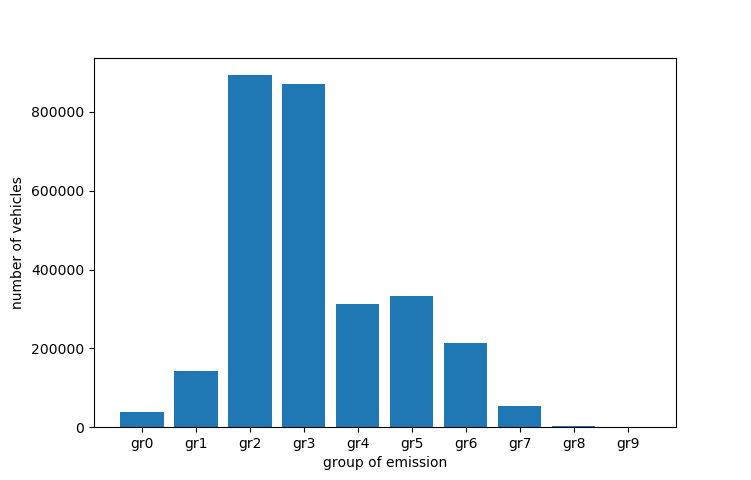 800000
600000
400000
200000
0
number of vehicles
gr0 gr1 gr2 gr3 gr4 gr5 gr6 gr7 gr8 gr9
group of emission